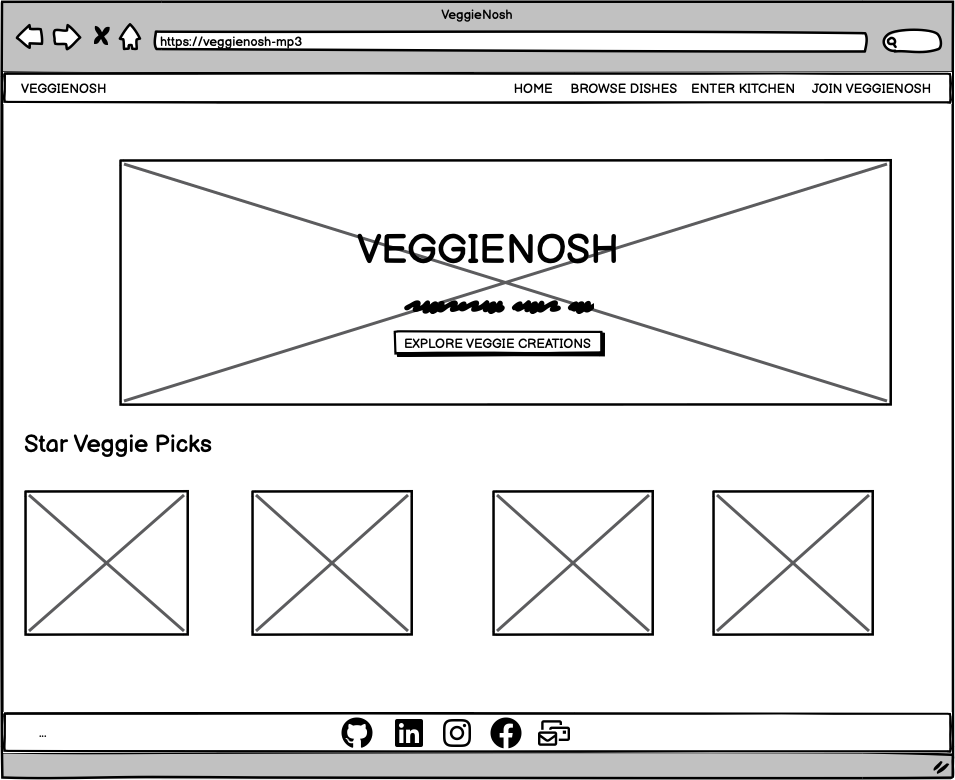 VeggieNosh
https://veggienosh-mp3
VEGGIENOSH HOME BROWSE DISHES ENTER KITCHEN JOIN VEGGIENOSH
VEGGIENOSH
EXPLORE VEGGIE CREATIONS
Star Veggie Picks
...
in